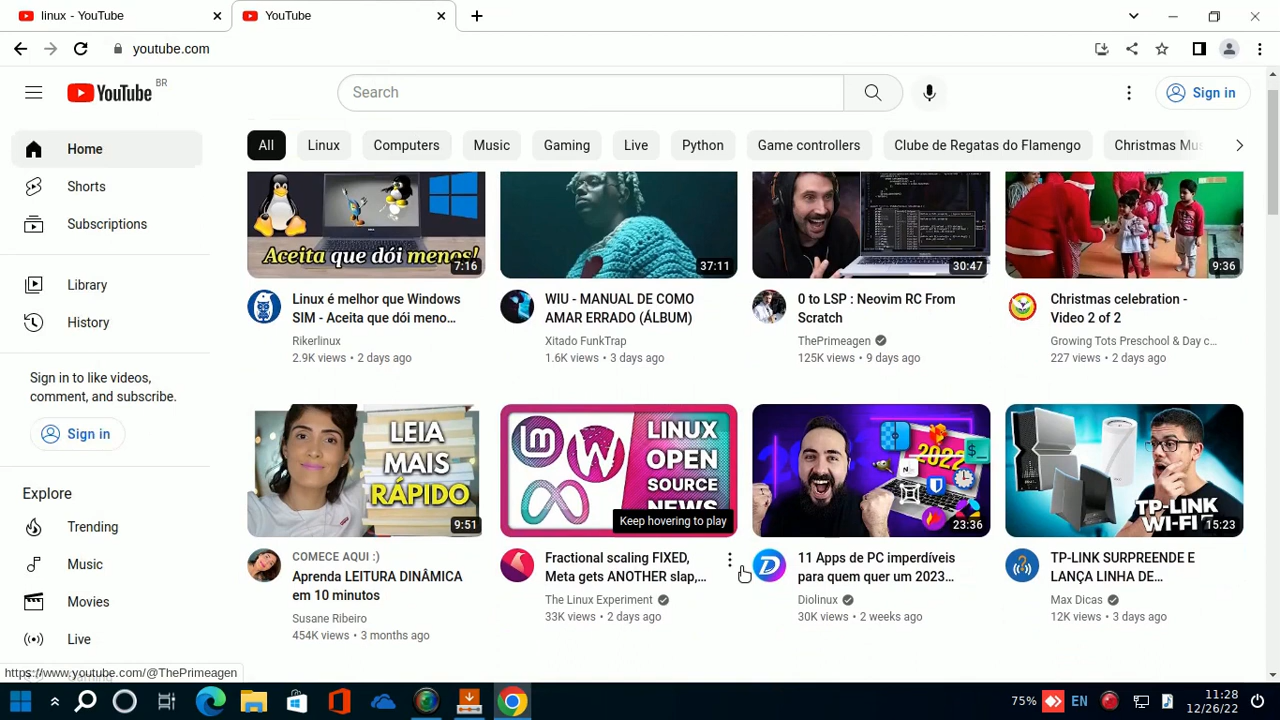 linux - YouTube
YouTube
youtube.com
YouTube BR
Search
Sign in
All
Linux
Computers
Music
Gaming
Live
Python
Game controllers
Clube de Regatas do Flamengo
Christmas Mus
Home
Shorts
Subscriptions
Library
History
Sign in to like videos,
comment, and subscribe.
Sign in
Explore
Trending
Music
Movies
Live
Aceita que dói menos!
7:16
37:11
30:47
9:36
Linux é melhor que Windows
SIM - Aceita que dói meno...
Rikerlinux
2.9K views • 2 days ago
WIU - MANUAL DE COMO
AMAR ERRADO (ÁLBUM)
Xitado FunkTrap
1.6K views • 3 days ago
0 to LSP : Neovim RC From
Scratch
ThePrimeagen
125K views • 9 days ago
Christmas celebration -
Video 2 of 2
Growing Tots Preschool & Day c...
227 views • 2 days ago
LEIA
MAIS
RÁPIDO
9:51
LINUX
OPEN
SOURCE
NEWS
Keep hovering to play
2022
23:36
TP-LINK
WI-FI
15:23
COMECE AQUI :)
Aprenda LEITURA DINÂMICA
em 10 minutos
Susane Ribeiro
454K views • 3 months ago
Fractional scaling FIXED,
Meta gets ANOTHER slap,...
The Linux Experiment
33K views • 2 days ago
11 Apps de PC imperdíveis
para quem quer um 2023...
Diolinux
30K views • 2 weeks ago
TP-LINK SURPREENDE E
LANÇA LINHA DE...
Max Dicas
12K views • 3 days ago
https://www.youtube.com/@ThePrimeagen
75%
EN
11:28
12/26/22